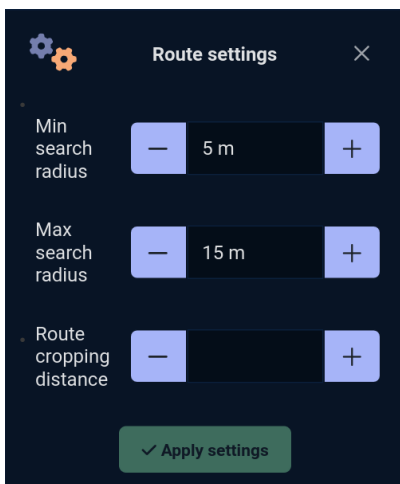 Route settings
Min
search
radius
5 m
Max
search
radius
15 m
Route
cropping
distance
Apply settings